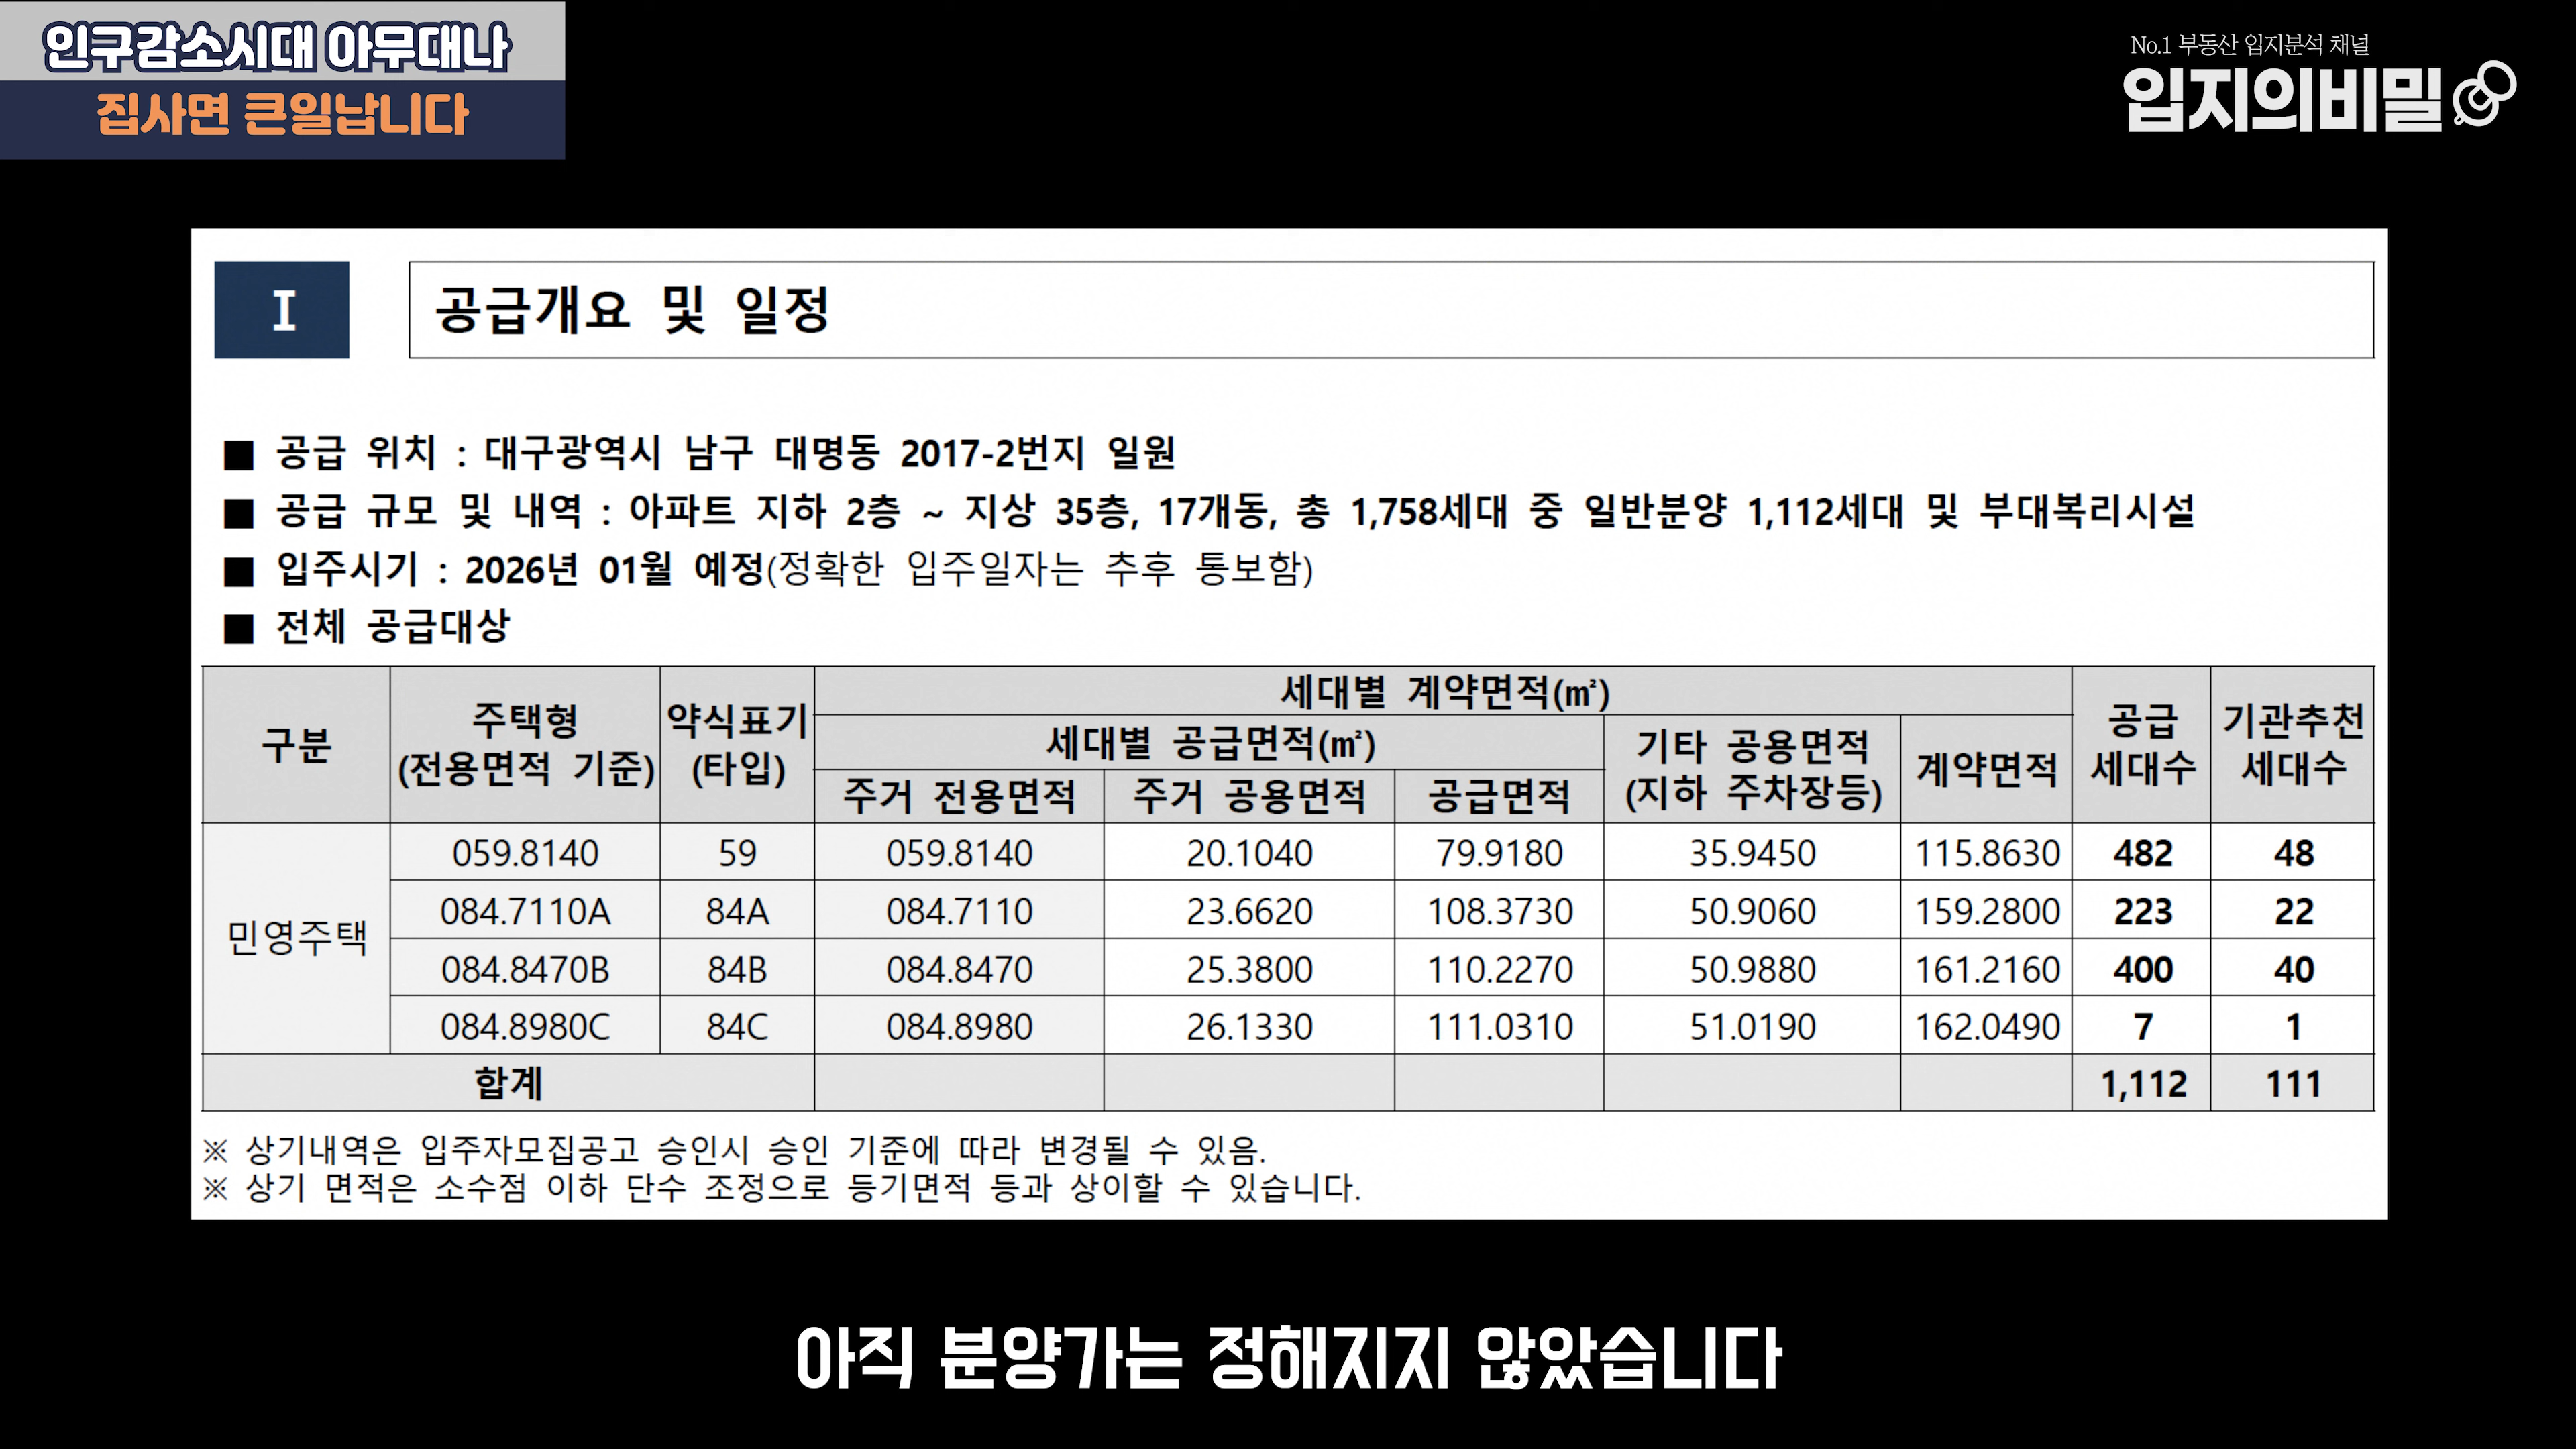 인구감소시대 아무대나
집사면 큰일납니다
No.1 부동산 입지분석 채널
입지의비밀
I
공급개요 및 일정
■ 공급 위치 : 대구광역시 남구 대명동 2017-2번지 일원
■ 공급 규모 및 내역 : 아파트 지하 2층 ~ 지상 35층, 17개동, 총 1,758세대 중 일반분양 1,112세대 및 부대복리시설
■ 입주시기 : 2026년 01월 예정(정확한 입주일자는 추후 통보함)
■ 전체 공급대상
구분 주택형 (전용면적 기준) 약식표기 (타입) 세대별 계약면적(㎡) 공급 세대수 기관추천 세대수
세대별 공급면적(㎡) 기타 공용면적 (지하 주차장등) 계약면적
주거 전용면적 주거 공용면적 공급면적
민영주택
059.8140 59 059.8140 20.1040 79.9180 35.9450 115.8630 482 48
084.7110A 84A 084.7110 23.6620 108.3730 50.9060 159.2800 223 22
084.8470B 84B 084.8470 25.3800 110.2270 50.9880 161.2160 400 40
084.8980C 84C 084.8980 26.1330 111.0310 51.0190 162.0490 7 1
합계 1,112 111
※ 상기내역은 입주자모집공고 승인시 승인 기준에 따라 변경될 수 있음.
※ 상기 면적은 소수점 이하 단수 조정으로 등기면적 등과 상이할 수 있습니다.
아직 분양가는 정해지지 않았습니다